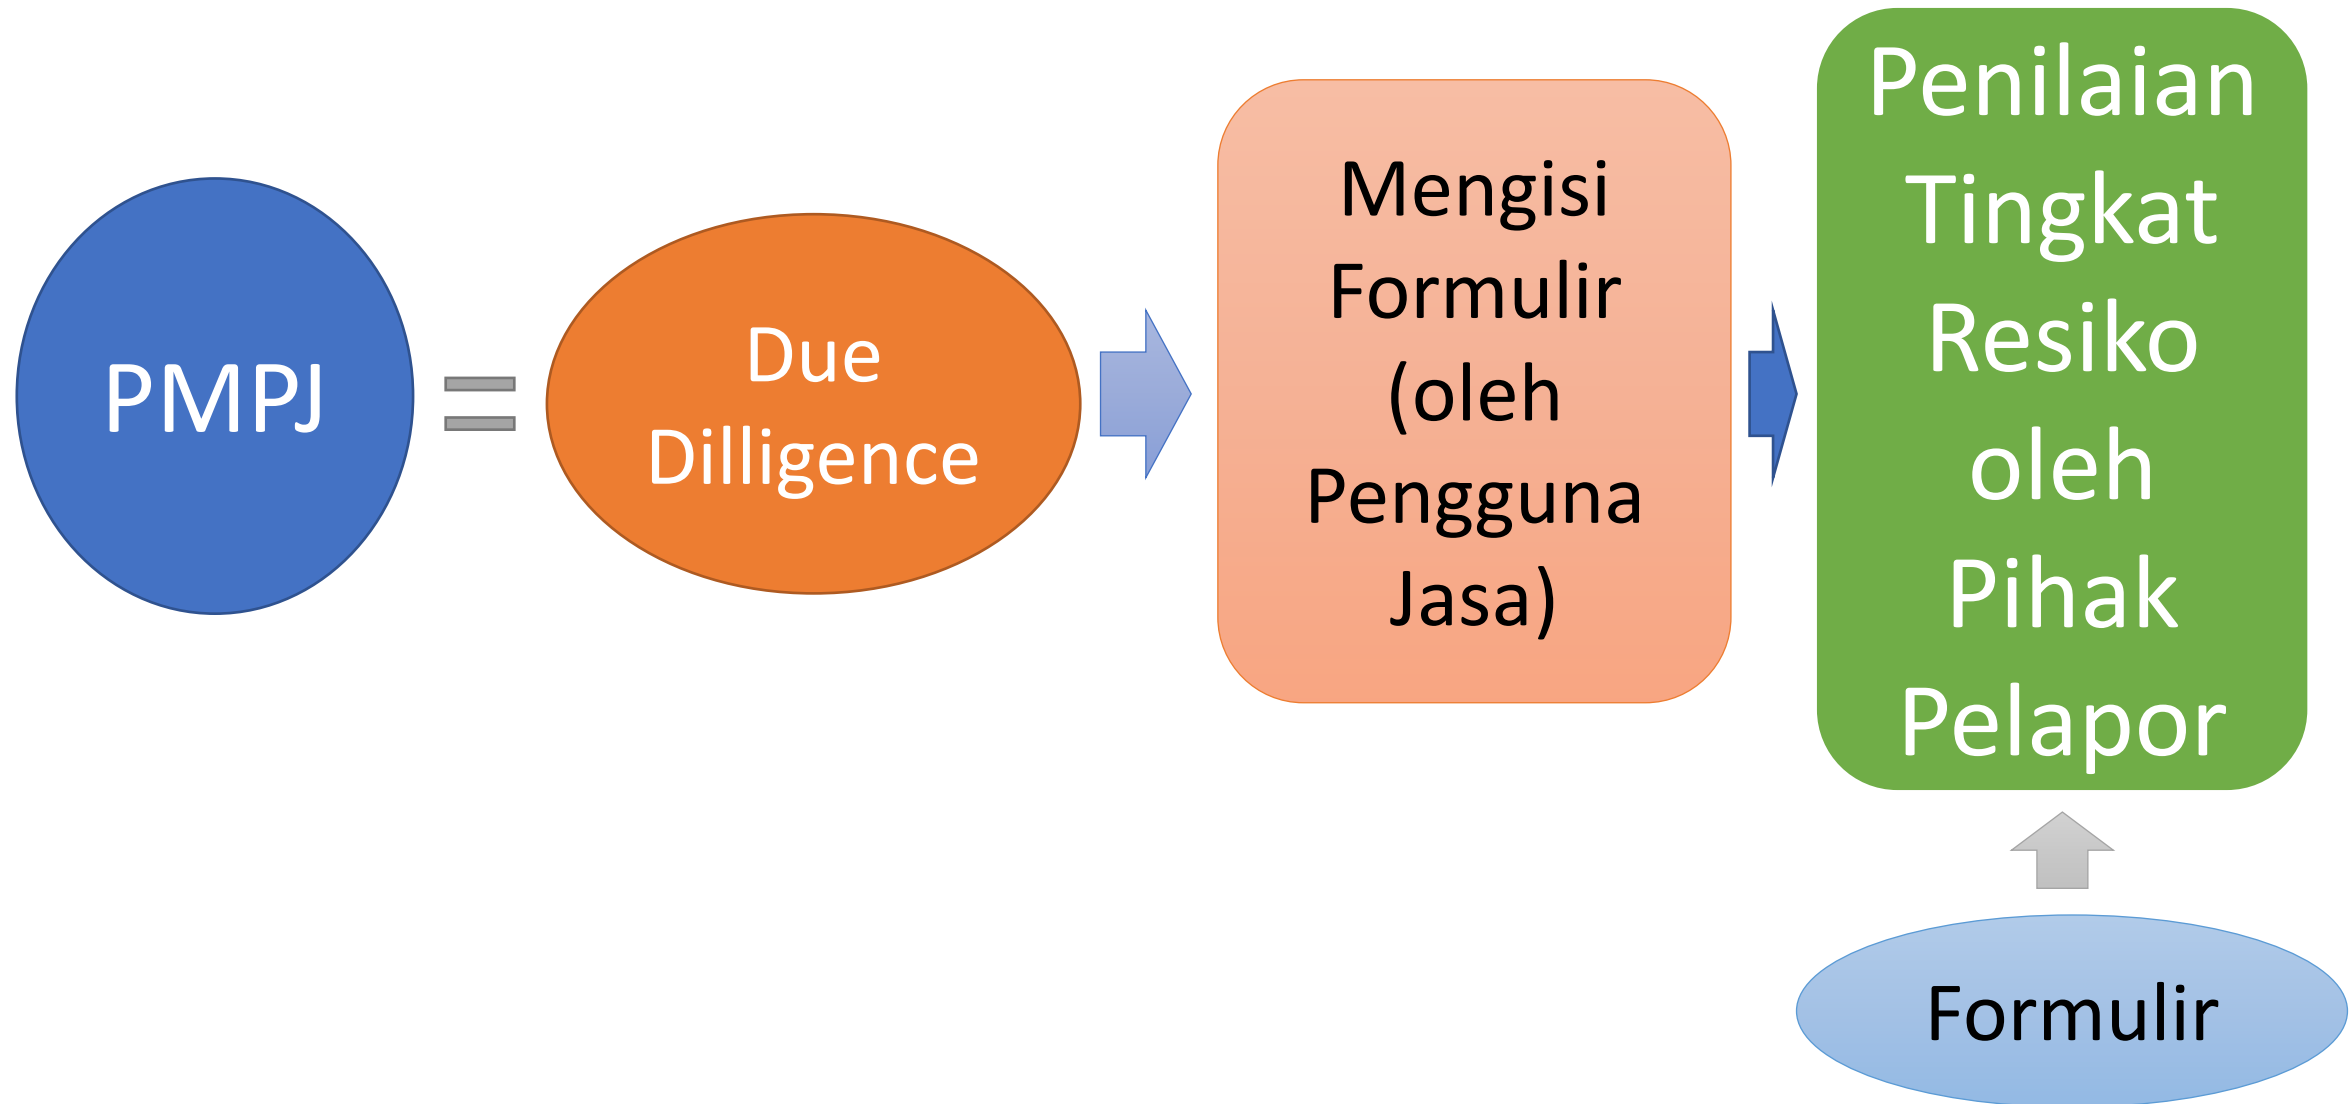 PMPJ
Due
Dilligence
Mengisi
Formulir
(oleh
Pengguna
Jasa)
Penilaian
Tingkat
Resiko
oleh
Pihak
Pelapor
Formulir